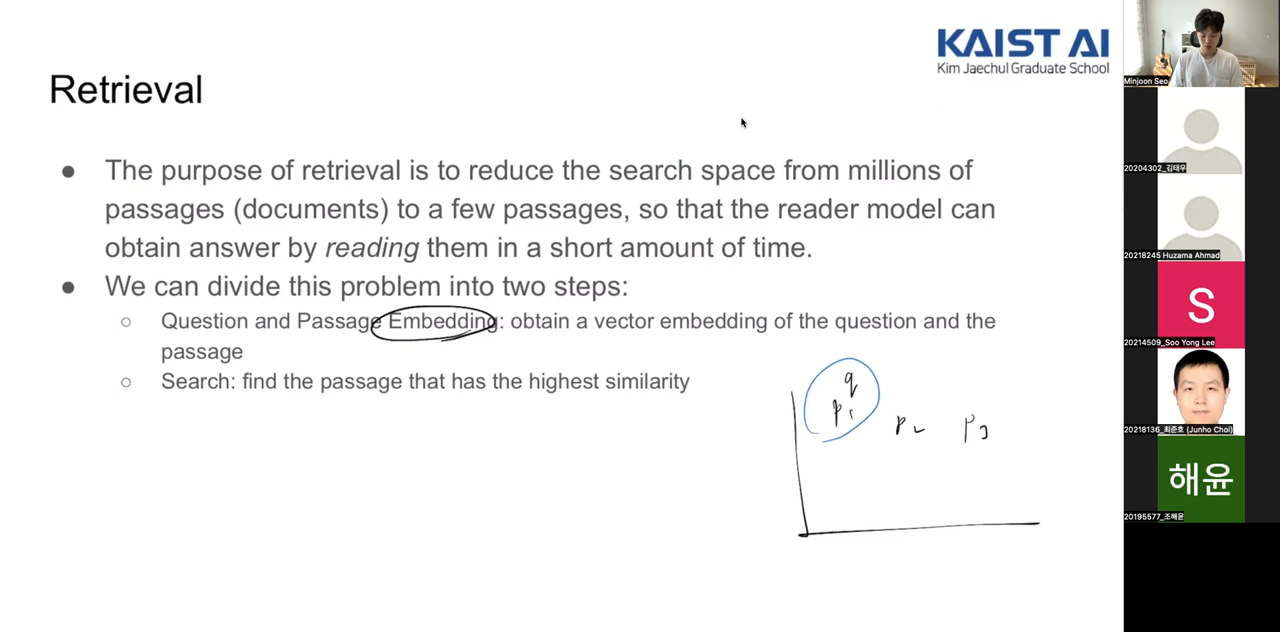 KAIST AI
Kim Jaechul Graduate School
Retrieval
● The purpose of retrieval is to reduce the search space from millions of
passages (documents) to a few passages, so that the reader model can
obtain answer by reading them in a short amount of time.
● We can divide this problem into two steps:
○ Question and Passage Embedding: obtain a vector embedding of the question and the
passage
○ Search: find the passage that has the highest similarity
q
p1
p2 p3
Minjoon Seo
20204302_김태우
20218245 Huzama Ahmad
S
20214509_Soo Yong Lee
20218136_최준호 (Junho Choi)
해윤
20195577_조해윤